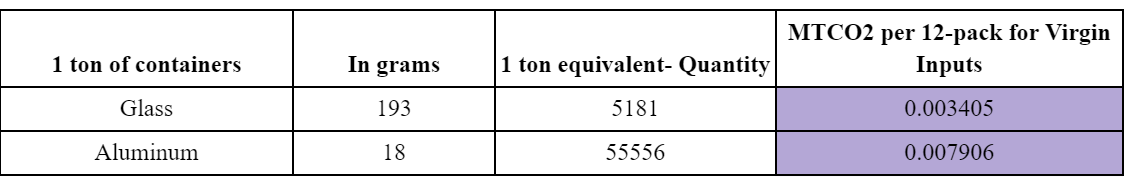 1 ton of containers In grams 1 ton equivalent- Quantity MTCO2 per 12-pack for Virgin
Inputs
Glass 193 5181 0.003405
Aluminum 18 55556 0.007906